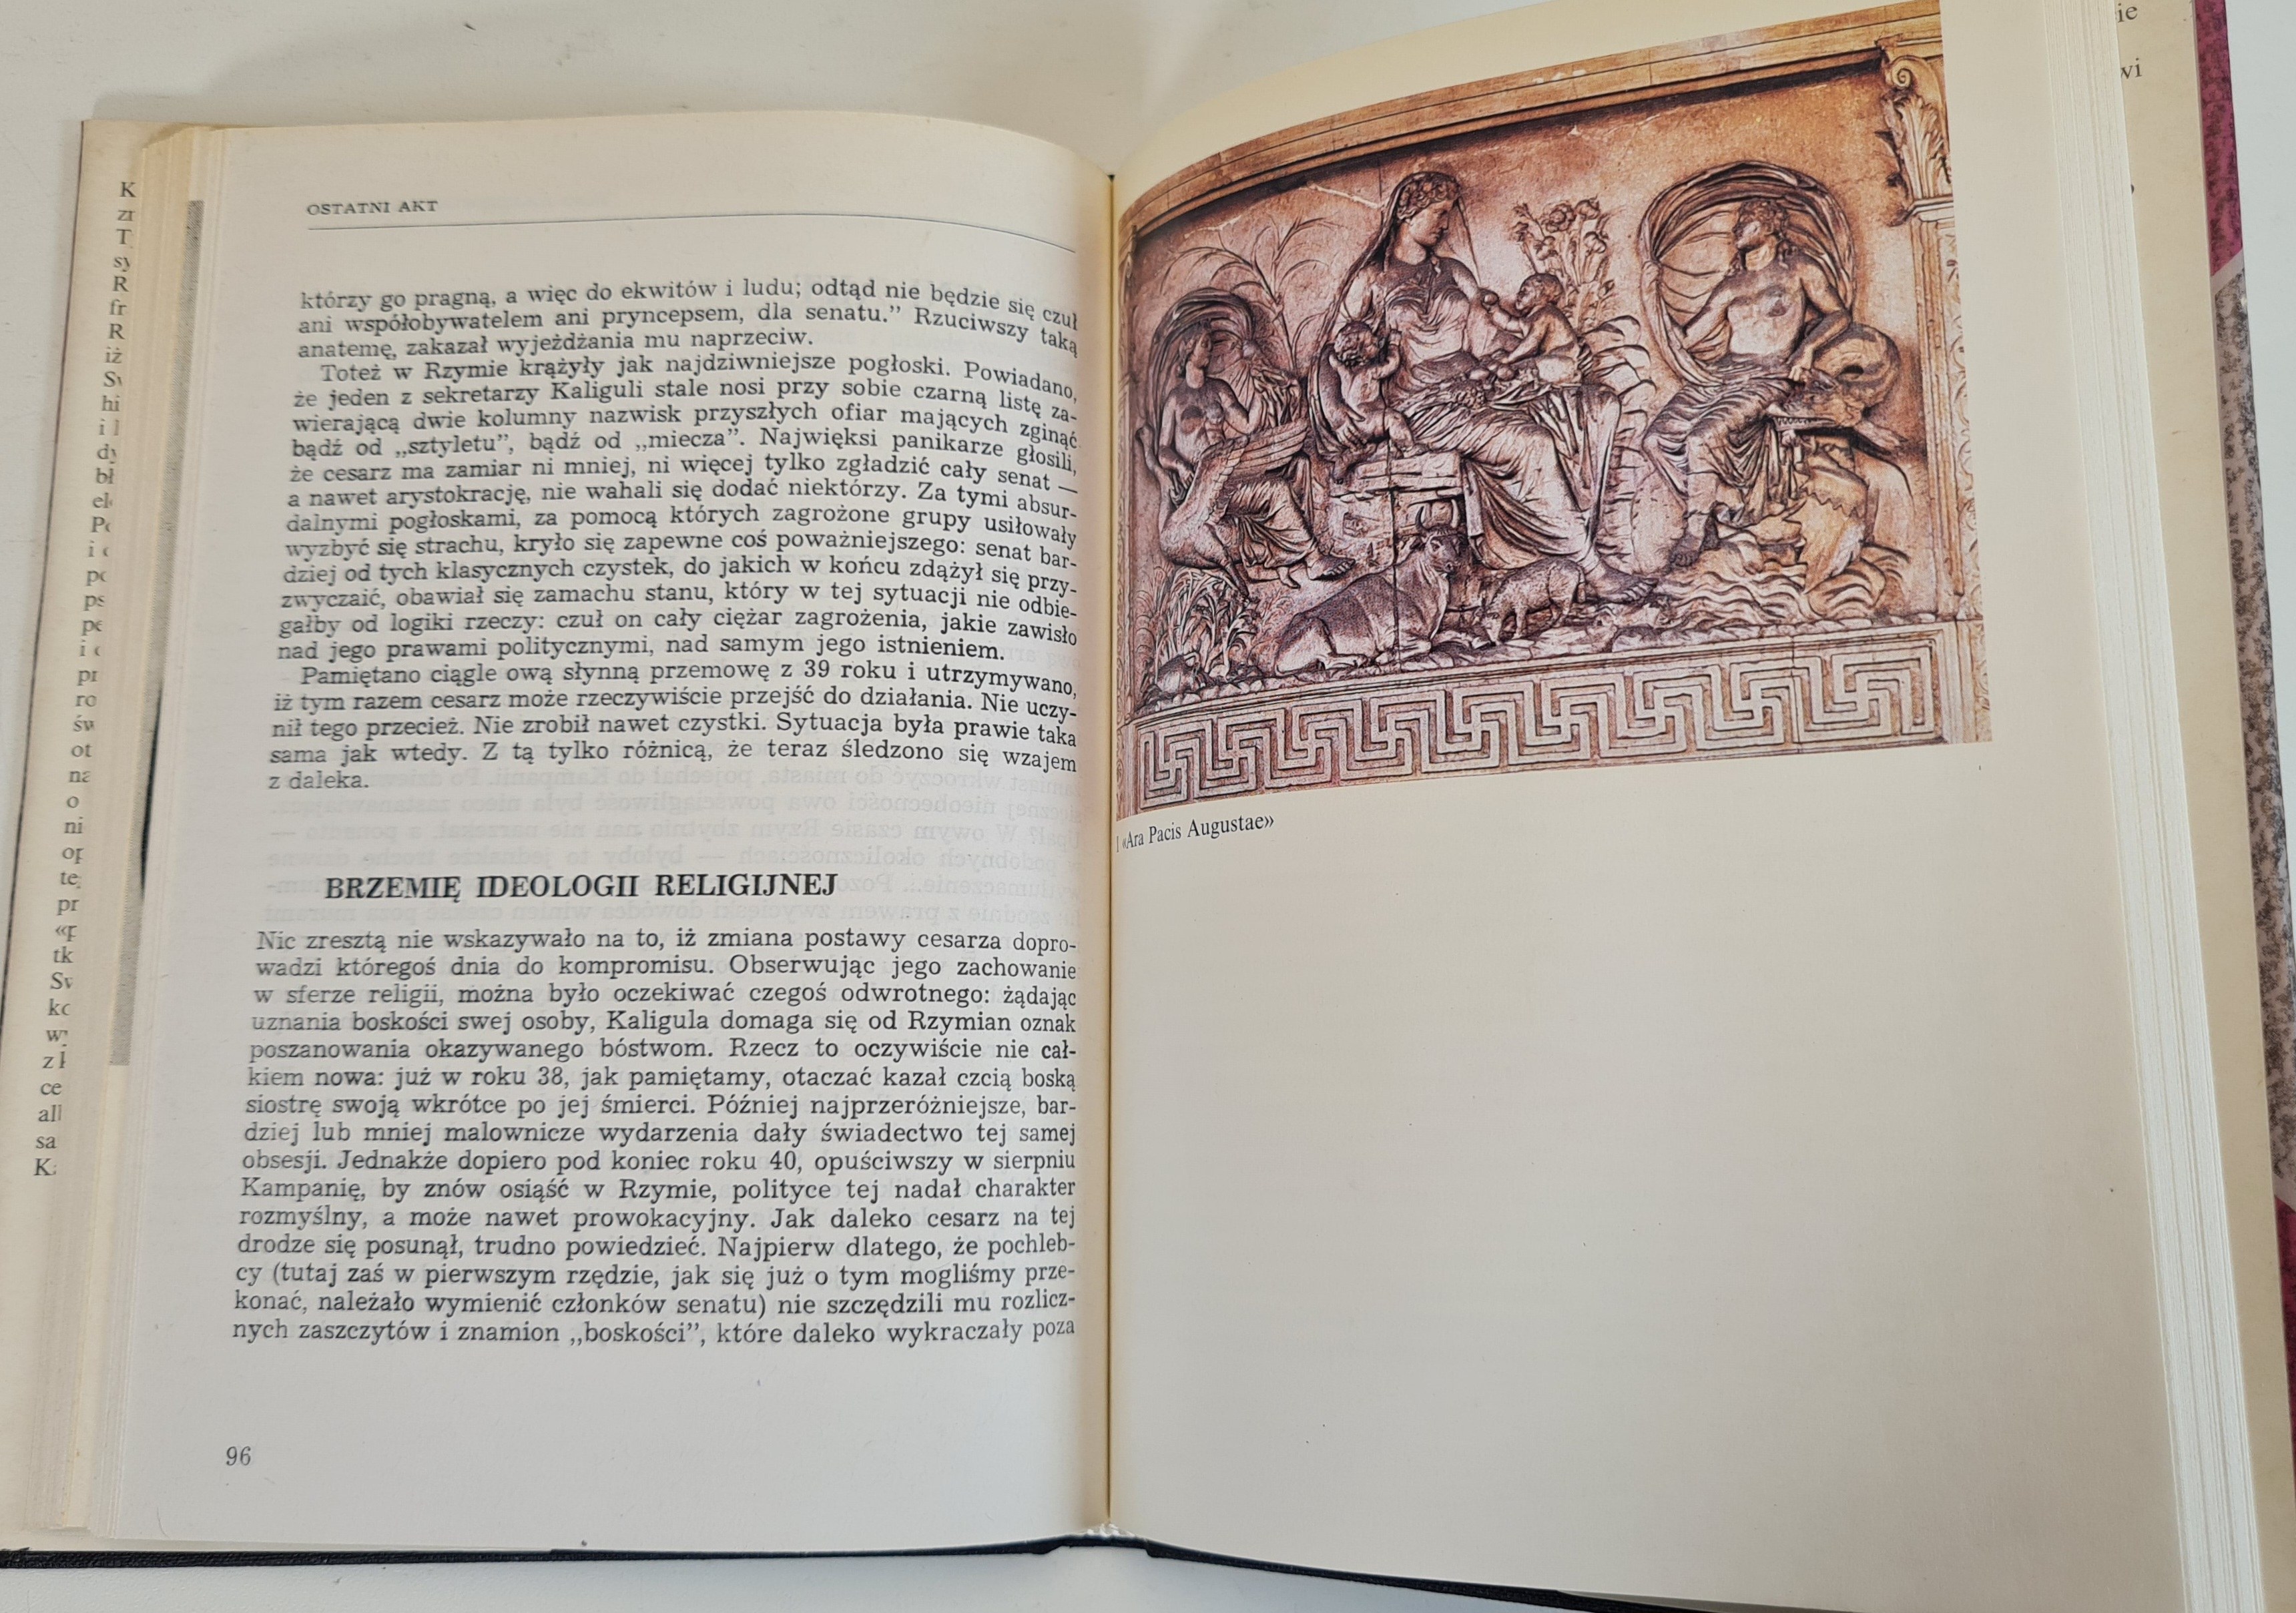 OSTATNI AKT
którzy go pragną, a więc do ekwitów i ludu; odtąd nie będzie się czuł
ani współobywatelem ani pryncepsem, dla senatu.” Rzuciwszy taką
anatemę, zakazał wyjeżdżania mu naprzeciw.
Toteż w Rzymie krążyły jak najdziwniejsze pogłoski. Powiadano,
że jeden z sekretarzy Kaliguli stale nosi przy sobie czarną listę za-
wierającą dwie kolumny nazwisk przyszłych ofiar mających zginąć
bądź od „sztyletu”, bądź od „miecza”. Najwięksi panikarze głosili,
że cesarz ma zamiar ni mniej, ni więcej tylko zgładzić cały senat —
a nawet arystokrację, nie wahali się dodać niektórzy. Za tymi absur-
dalnymi pogłoskami, za pomocą których zagrożone grupy usiłowały
wyzbyć się strachu, kryło się zapewne coś poważniejszego: senat bar-
dziej od tych klasycznych czystek, do jakich w końcu zdążył się przy-
zwyczaić, obawiał się zamachu stanu, który w tej sytuacji nie odbie-
gałby od logiki rzeczy: czuł on cały ciężar zagrożenia, jakie zawisło
nad jego prawami politycznymi, nad samym jego istnieniem.
Pamiętano ciągle ową słynną przemowę z 39 roku i utrzymywano,
iż tym razem cesarz może rzeczywiście przejść do działania. Nie uczy-
nił tego przecież. Nie zrobił nawet czystki. Sytuacja była prawie taka
sama jak wtedy. Z tą tylko różnicą, że teraz śledzono się wzajem
z daleka.
BRZEMIĘ IDEOLOGII RELIGIJNEJ
Nic zresztą nie wskazywało na to, iż zmiana postawy cesarza dopro-
wadzi któregoś dnia do kompromisu. Obserwując jego zachowanie
w sferze religii, można było oczekiwać czegoś odwrotnego: żądając
uznania boskości swej osoby, Kaligula domaga się od Rzymian oznak
poszanowania okazywanego bóstwom. Rzecz to oczywiście nie cał-
kiem nowa: już w roku 38, jak pamiętamy, otaczać kazał czcią boską
siostrę swoją wkrótce po jej śmierci. Później najprzeróżniejsze, bar-
dziej lub mniej malownicze wydarzenia dały świadectwo tej samej
obsesji. Jednakże dopiero pod koniec roku 40, opuściwszy w sierpniu
Kampanię, by znów osiąść w Rzymie, polityce tej nadał charakter
rozmyślny, a może nawet prowokacyjny. Jak daleko cesarz na tej
drodze się posunął, trudno powiedzieć. Najpierw dlatego, że pochleb-
cy (tutaj zaś w pierwszym rzędzie, jak się już o tym mogliśmy prze-
konać, należało wymienić członków senatu) nie szczędzili mu rozlicz-
nych zaszczytów i znamion „boskości”, które daleko wykraczały poza
96
1 «Ara Pacis Augustae»